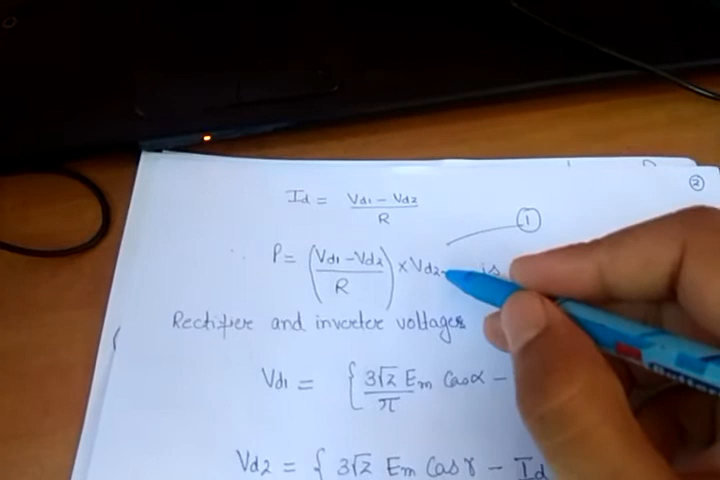 ②
Id = Vd1 - Vd2 / R
①
P = (Vd1 - Vd2 / R) × Vd2 is
Rectifier and inverter voltages
Vd1 = { 3√2 / π Em Cosα -
Vd2 = { 3√2 Em Cosγ - Id